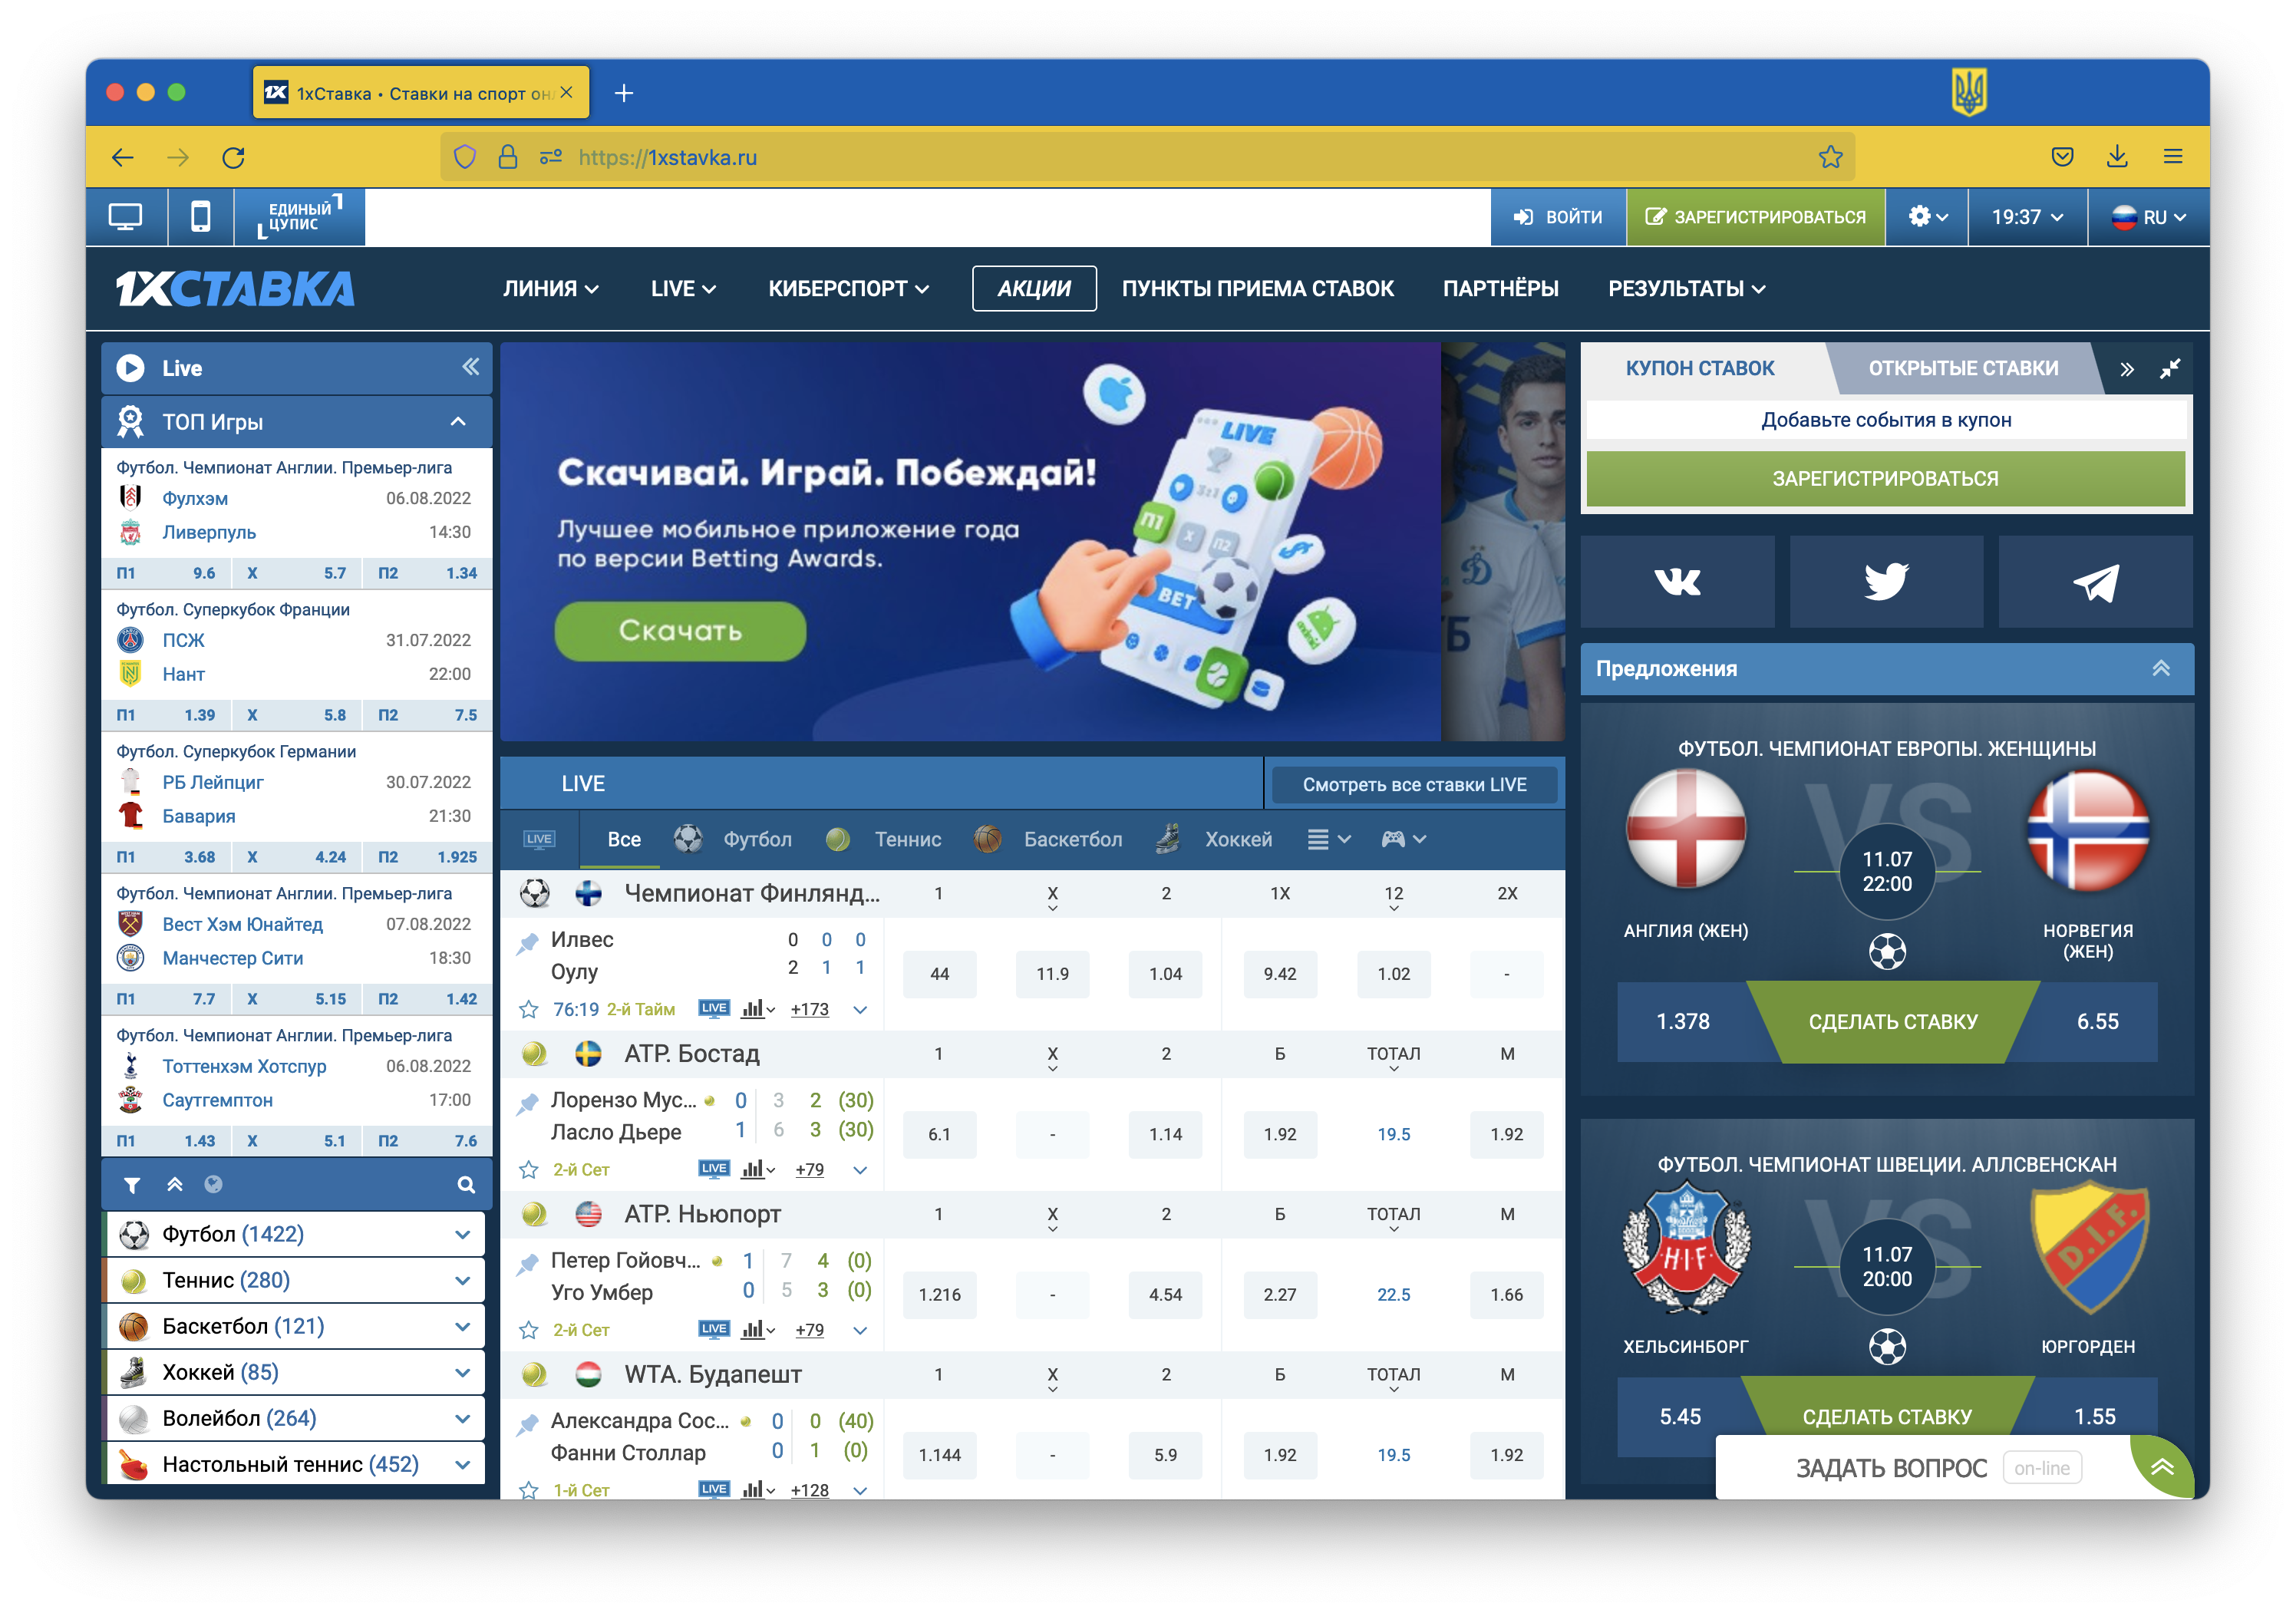 1X 1хСтавка • Ставки на спорт он
https://1xstavka.ru
ЕДИНЫЙ
ЦУПИС
ВОЙТИ
ЗАРЕГИСТРИРОВАТЬСЯ
19:37
RU
1XСТАВКА
ЛИНИЯ
LIVE
КИБЕРСПОРТ
АКЦИИ
ПУНКТЫ ПРИЕМА СТАВОК
ПАРТНЁРЫ
РЕЗУЛЬТАТЫ
Live
ТОП Игры
Футбол. Чемпионат Англии. Премьер-лига
Фулхэм 06.08.2022
Ливерпуль 14:30
П1 9.6 X 5.7 П2 1.34
Футбол. Суперкубок Франции
ПСЖ 31.07.2022
Нант 22:00
П1 1.39 X 5.8 П2 7.5
Футбол. Суперкубок Германии
РБ Лейпциг 30.07.2022
Бавария 21:30
П1 3.68 X 4.24 П2 1.925
Футбол. Чемпионат Англии. Премьер-лига
Вест Хэм Юнайтед 07.08.2022
Манчестер Сити 18:30
П1 7.7 X 5.15 П2 1.42
Футбол. Чемпионат Англии. Премьер-лига
Тоттенхэм Хотспур 06.08.2022
Саутгемптон 17:00
П1 1.43 X 5.1 П2 7.6
Футбол (1422)
Теннис (280)
Баскетбол (121)
Хоккей (85)
Волейбол (264)
Настольный теннис (452)
Скачивай. Играй. Побеждай!
Лучшее мобильное приложение года
по версии Betting Awards.
Скачать
LIVE
3:1
П1 X П2
BET
LIVE
Смотреть все ставки LIVE
LIVE Все Футбол Теннис Баскетбол Хоккей
Чемпионат Финлянд... 1 X 2 1X 12 2X
Илвес 0 0 0
Оулу 2 1 1
44 11.9 1.04 9.42 1.02 -
76:19 2-й Тайм LIVE +173
ATP. Бостад 1 X 2 Б ТОТАЛ М
Лорензо Мус... 0 3 2 (30)
Ласло Дьере 1 6 3 (30)
6.1 - 1.14 1.92 19.5 1.92
2-й Сет LIVE +79
ATP. Ньюпорт 1 X 2 Б ТОТАЛ М
Петер Гойовч... 1 7 4 (0)
Уго Умбер 0 5 3 (0)
1.216 - 4.54 2.27 22.5 1.66
2-й Сет LIVE +79
WTA. Будапешт 1 X 2 Б ТОТАЛ М
Александра Сос... 0 0 (40)
Фанни Столлар 0 1 (0)
1.144 - 5.9 1.92 19.5 1.92
1-й Сет LIVE +128
КУПОН СТАВОК
ОТКРЫТЫЕ СТАВКИ
Добавьте события в купон
ЗАРЕГИСТРИРОВАТЬСЯ
Предложения
ФУТБОЛ. ЧЕМПИОНАТ ЕВРОПЫ. ЖЕНЩИНЫ
VS
11.07
22:00
АНГЛИЯ (ЖЕН)
НОРВЕГИЯ
(ЖЕН)
1.378 СДЕЛАТЬ СТАВКУ 6.55
ФУТБОЛ. ЧЕМПИОНАТ ШВЕЦИИ. АЛЛСВЕНСКАН
VS
H·I·F
D.I.F.
11.07
20:00
ХЕЛЬСИНБОРГ
ЮРГОРДЕН
5.45 СДЕЛАТЬ СТАВКУ 1.55
ЗАДАТЬ ВОПРОС on-line